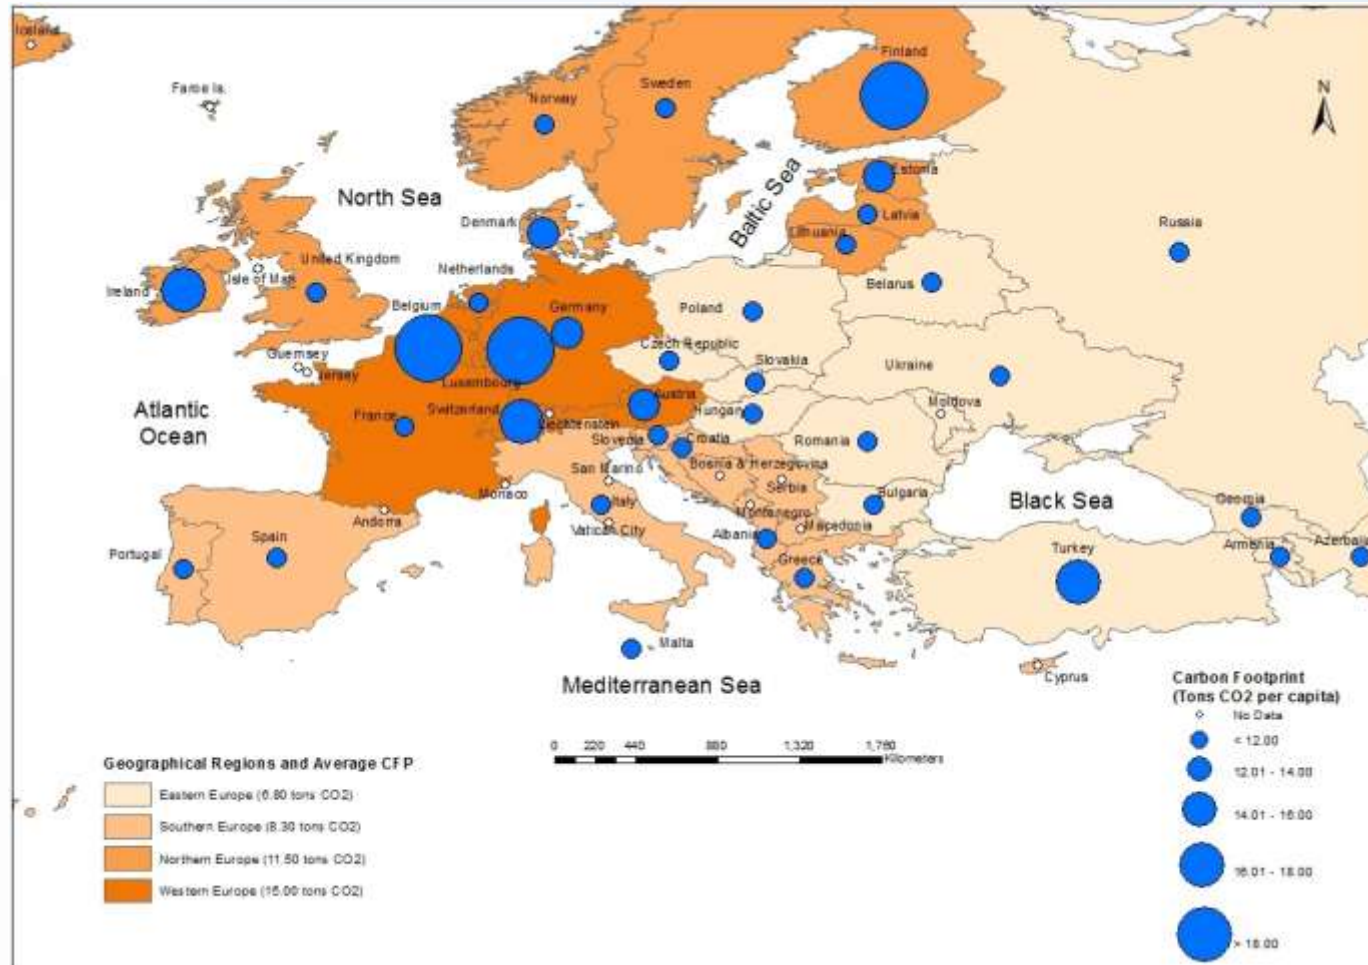 Iceland
Faroe Is.
Norway
Sweden
Finland
N
North Sea
Baltic Sea
Estonia
Latvia
Lithuania
Russia
Denmark
United Kingdom
Isle of Man
Ireland
Netherlands
Belgium
Germany
Poland
Belarus
Czech Republic
Slovakia
Ukraine
Guernsey
Jersey
Luxembourg
Atlantic
Ocean
France
Switzerland
Liechtenstein
Austria
Hungary
Moldova
Slovenia
Croatia
Romania
San Marino
Bosnia & Herzegovina
Serbia
Monaco
Italy
Montenegro
Bulgaria
Black Sea
Georgia
Andorra
Vatican City
Macedonia
Albania
Armenia
Azerbaij
Portugal
Spain
Greece
Turkey
Malta
Cyprus
Mediterranean Sea
Carbon Footprint
(Tons CO2 per capita)
No Data
< 12.00
12.01 - 14.00
14.01 - 16.00
16.01 - 18.00
> 18.00
0 220 440 880 1,320 1,760
Kilometers
Geographical Regions and Average CFP
Eastern Europe (6.80 tons CO2)
Southern Europe (8.30 tons CO2)
Northern Europe (11.50 tons CO2)
Western Europe (15.00 tons CO2)